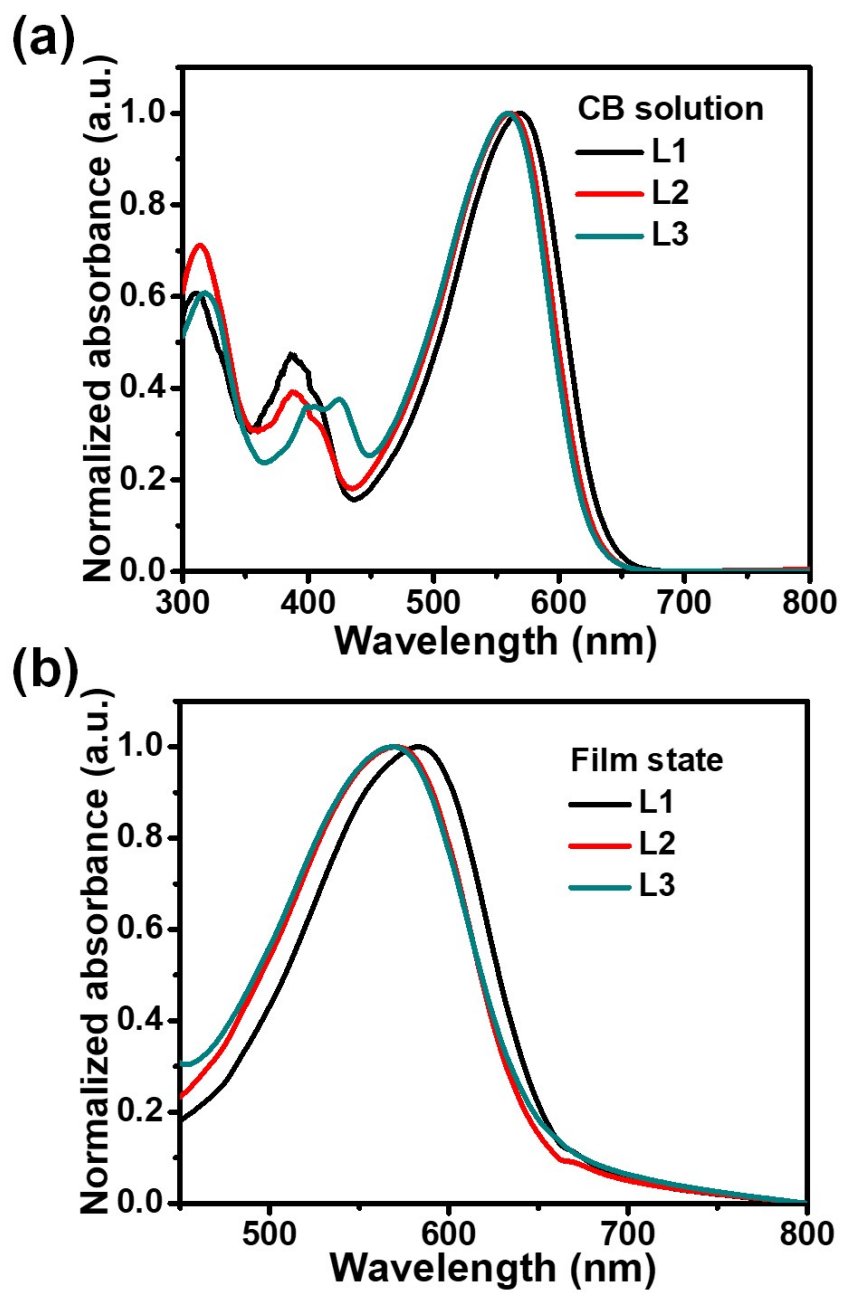 (a)
Normalized absorbance (a.u.)
1.0
0.8
0.6
0.4
0.2
0.0
CB solution
L1
L2
L3
300 400 500 600 700 800
Wavelength (nm)
(b)
Normalized absorbance (a.u.)
1.0
0.8
0.6
0.4
0.2
0.0
Film state
L1
L2
L3
500 600 700 800
Wavelength (nm)